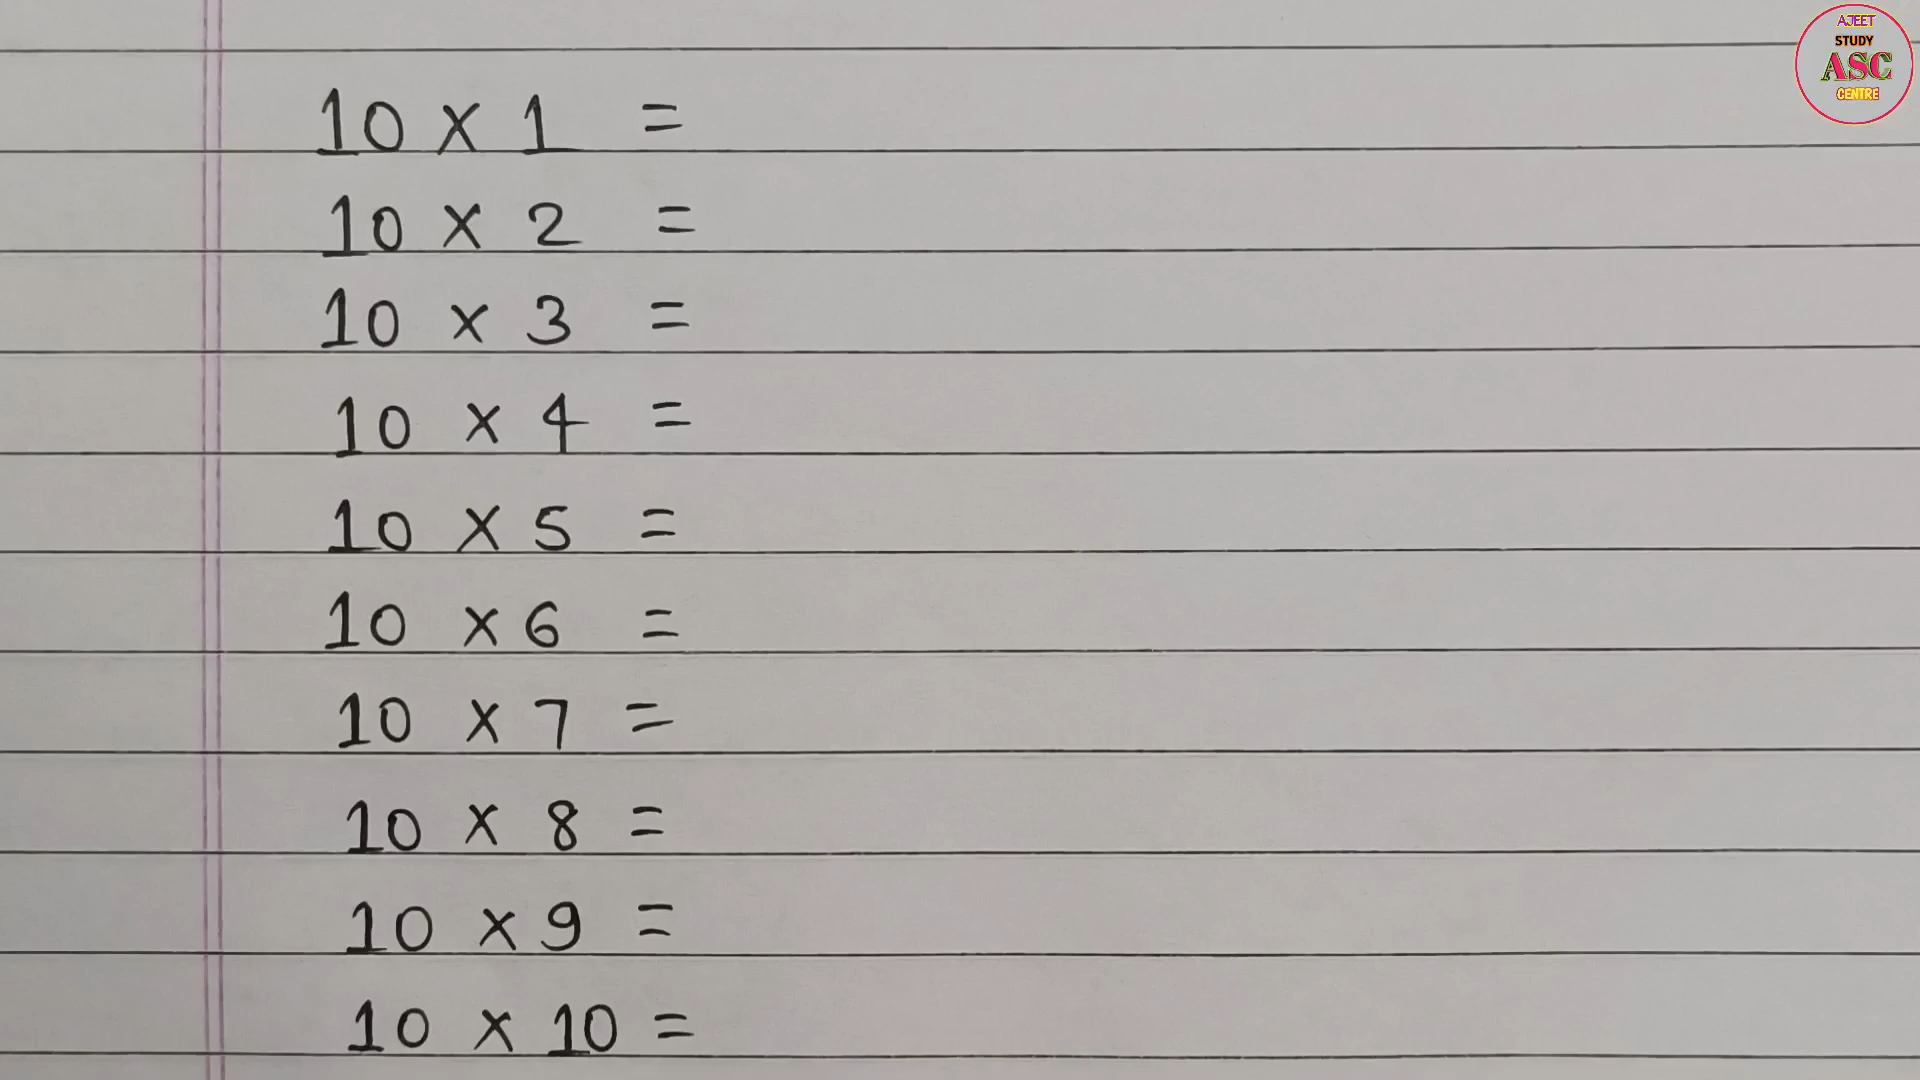 AJEET
STUDY
ASC
CENTRE
10 × 1 =
10 × 2 =
10 × 3 =
10 × 4 =
10 × 5 =
10 × 6 =
10 × 7 =
10 × 8 =
10 × 9 =
10 × 10 =